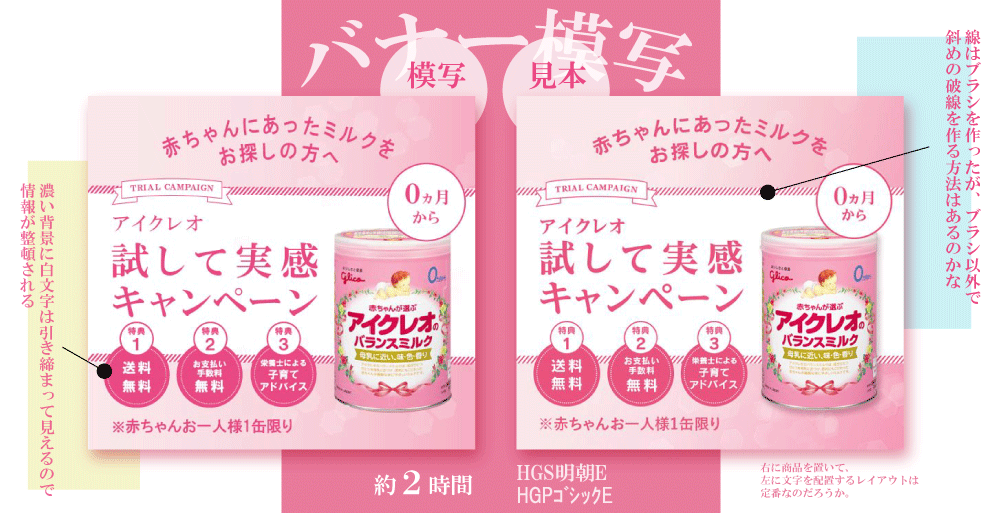 バナー模写
模写
見本
赤ちゃんにあったミルクを
お探しの方へ
TRIAL CAMPAIGN
0ヵ月
から
アイクレオ
試して実感
キャンペーン
特典
1
送料
無料
特典
2
お支払い
手数料
無料
特典
3
栄養士による
子育て
アドバイス
※赤ちゃんお一人様1缶限り
glico
赤ちゃんが選ぶ
アイクレオの
バランスミルク
母乳に近い、味・色・香り
赤ちゃんにあったミルクを
お探しの方へ
TRIAL CAMPAIGN
0ヵ月
から
アイクレオ
試して実感
キャンペーン
特典
1
送料
無料
特典
2
お支払い
手数料
無料
特典
3
栄養士による
子育て
アドバイス
※赤ちゃんお一人様1缶限り
glico
赤ちゃんが選ぶ
アイクレオの
バランスミルク
母乳に近い、味・色・香り
線はブラシを作ったが、ブラシ以外で
斜めの破線を作る方法はあるのかな
濃い背景に白文字は引き締まって見えるので
情報が整頓される
約2時間
HGS明朝E
HGPｺﾞシックE
右に商品を置いて、
左に文字を配置するレイアウトは
定番なのだろうか。